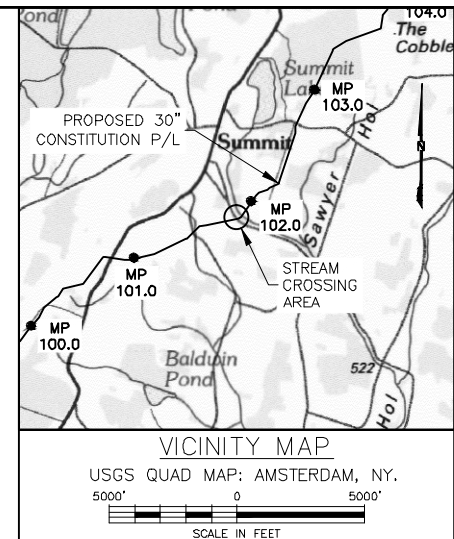 104.0
Pond
The
Cobble
Summit
Lak
MP
103.0
PROPOSED 30"
CONSTITUTION P/L
Summit
Sawyer Hol
N
MP
102.0
MP
101.0
STREAM
CROSSING
AREA
MP
100.0
Baldwin
Pond
522
Hol
VICINITY MAP
USGS QUAD MAP: AMSTERDAM, NY.
5000' 0 5000'
SCALE IN FEET